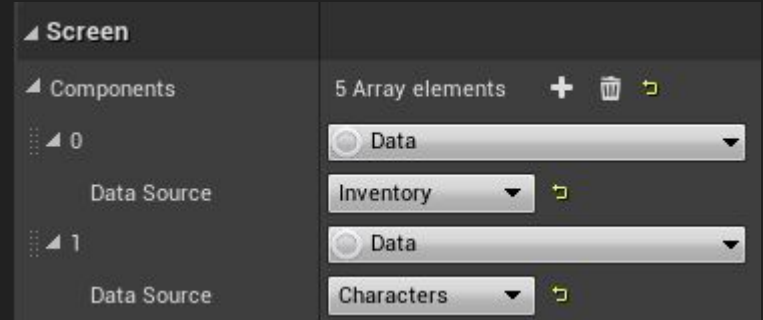 Screen
Components 5 Array elements
0 Data
Data Source Inventory
1 Data
Data Source Characters